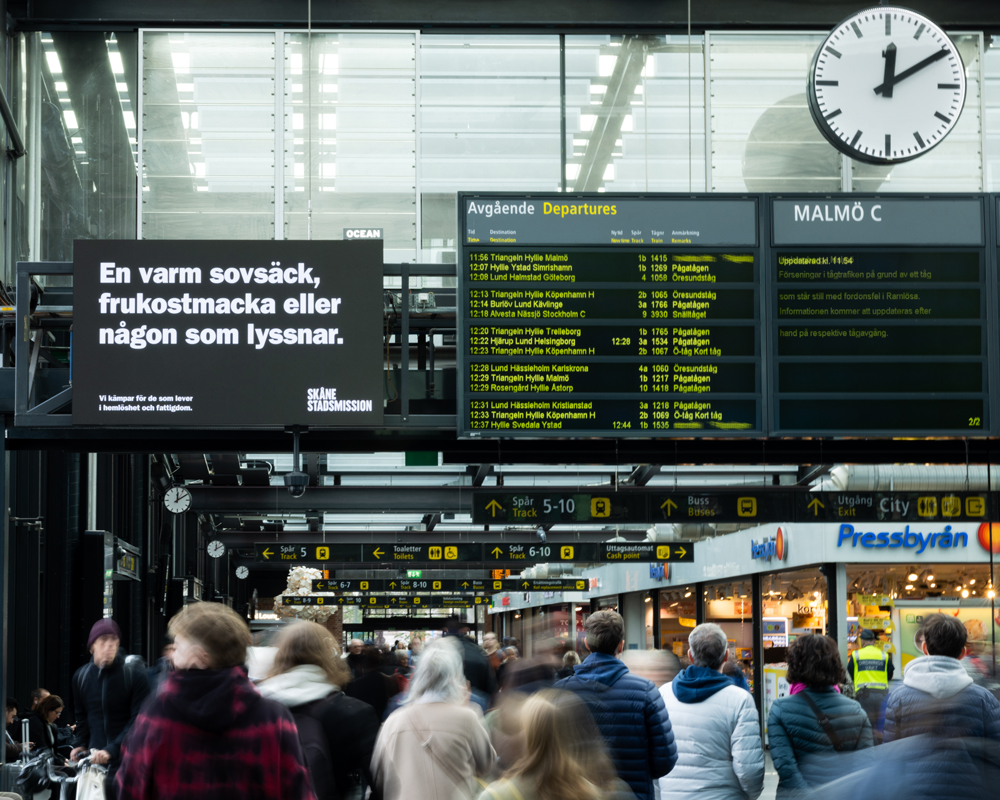 OCEAN
En varm sovsäck,
frukostmacka eller
någon som lyssnar.
Vi kämpar för de som lever
i hemlöshet och fattigdom.
SKÅNE
STADSMISSION
Avgående Departures
Tid Destination Ny tid Spår Tågnr Anmärkning
Time Destination New time Track Train Remarks
11:56 Triangeln Hyllie Malmö 1b 1415
12:07 Hyllie Ystad Simrishamn 1b 1269 Pågatågen
12:08 Lund Halmstad Göteborg 4 1058 Öresundståg
12:13 Triangeln Hyllie Köpenhamn H 2b 1065 Öresundståg
12:14 Burlöv Lund Kävlinge 3a 1766 Pågatågen
12:18 Alvesta Nässjö Stockholm C 9 3930 Snälltåget
12:20 Triangeln Hyllie Trelleborg 1b 1765 Pågatågen
12:22 Hjärup Lund Helsingborg 12:28 3a 1534 Pågatågen
12:23 Triangeln Hyllie Köpenhamn H 2b 1067 Ö-tåg Kort tåg
12:28 Lund Hässleholm Karlskrona 4a 1060 Öresundståg
12:29 Triangeln Hyllie Malmö 1b 1217 Pågatågen
12:29 Rosengård Hyllie Åstorp 10 1418 Pågatågen
12:31 Lund Hässleholm Kristianstad 3a 1218 Pågatågen
12:33 Triangeln Hyllie Köpenhamn H 2b 1069 Ö-tåg Kort tåg
12:37 Hyllie Svedala Ystad 12:44 1b 1535
MALMÖ C
Uppdaterad kl. 11:54
Förseningar i tågtrafiken på grund av ett tåg
som står still med fordonsfel i Ramlösa.
Informationen kommer att uppdateras efter
hand på respektive tågavgång.
2/2
Spår
Track 5-10
Buss
Buses
Utgång
Exit City
Spår
Track 5
Toaletter
Toilets
Spår
Track 6-10
Uttagsautomat
Cash point
6-7
8-10
Pressbyrån